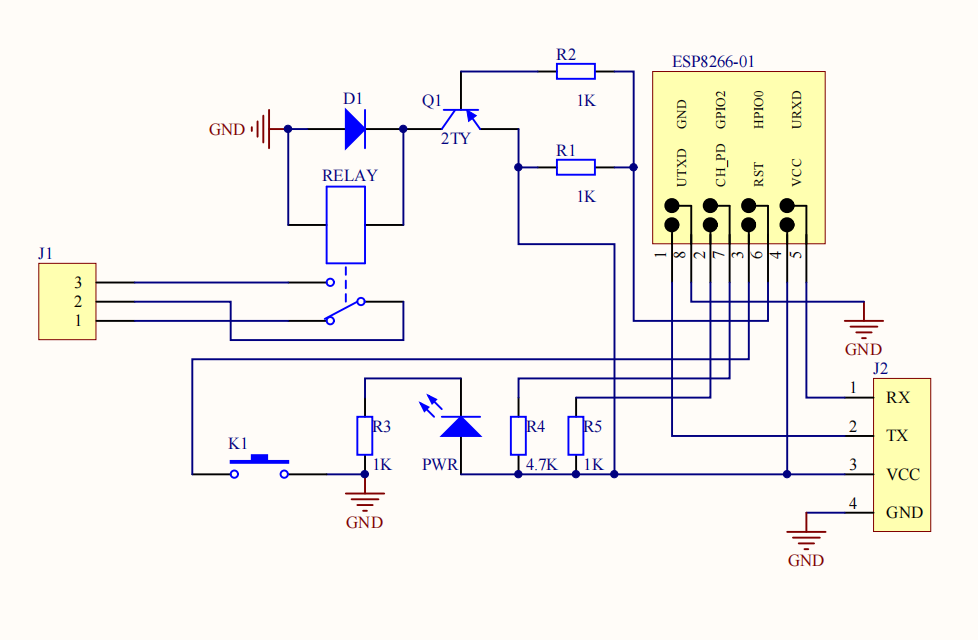 R2
1K
ESP8266-01
D1
Q1
2TY
GND
R1
1K
RELAY
GND
GPIO2
HPIO0
URXD
UTXD
CH_PD
RST
VCC
1
8
2
7
3
6
4
5
J1
3
2
1
GND
J2
1 RX
2 TX
3 VCC
4 GND
K1
R3
1K
PWR
R4
4.7K
R5
1K
GND
GND